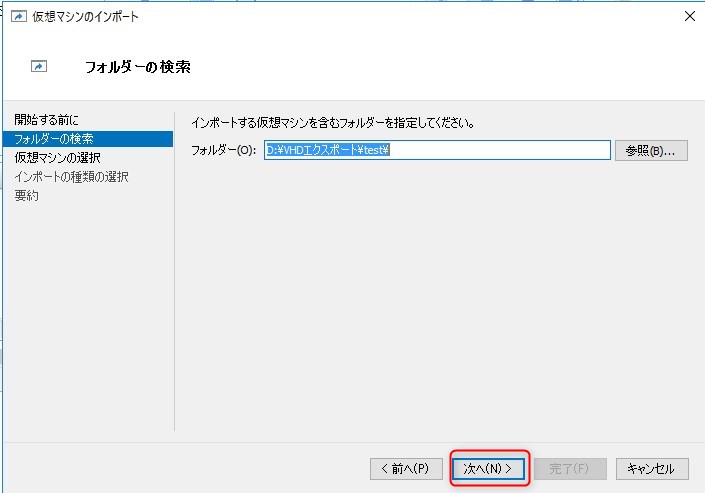 仮想マシンのインポート
フォルダーの検索
開始する前に
フォルダーの検索
仮想マシンの選択
インポートの種類の選択
要約
インポートする仮想マシンを含むフォルダーを指定してください。
フォルダー(O): D:¥VHDエクスポート¥test¥ 参照(B)...
< 前へ(P) 次へ(N) > 完了(F) キャンセル